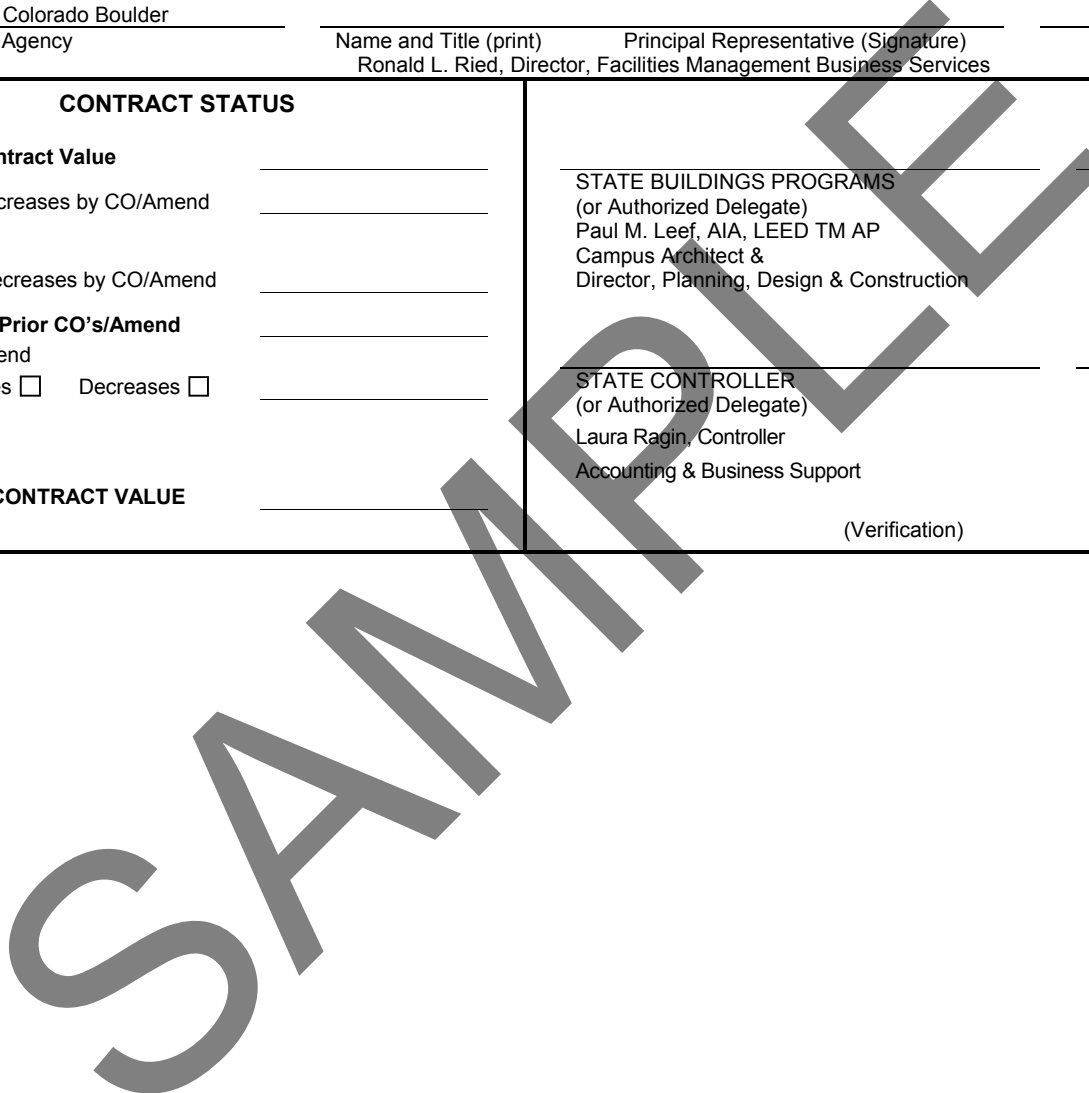 Colorado Boulder
Agency
Name and Title (print) Principal Representative (Signature)
Ronald L. Ried, Director, Facilities Management Business Services
CONTRACT STATUS
ntract Value
creases by CO/Amend
ecreases by CO/Amend
Prior CO's/Amend
end
s ☐ Decreases ☐
CONTRACT VALUE
STATE BUILDINGS PROGRAMS
(or Authorized Delegate)
Paul M. Leef, AIA, LEED TM AP
Campus Architect &
Director, Planning, Design & Construction
STATE CONTROLLER
(or Authorized Delegate)
Laura Ragin, Controller
Accounting & Business Support
(Verification)
SAMPLE